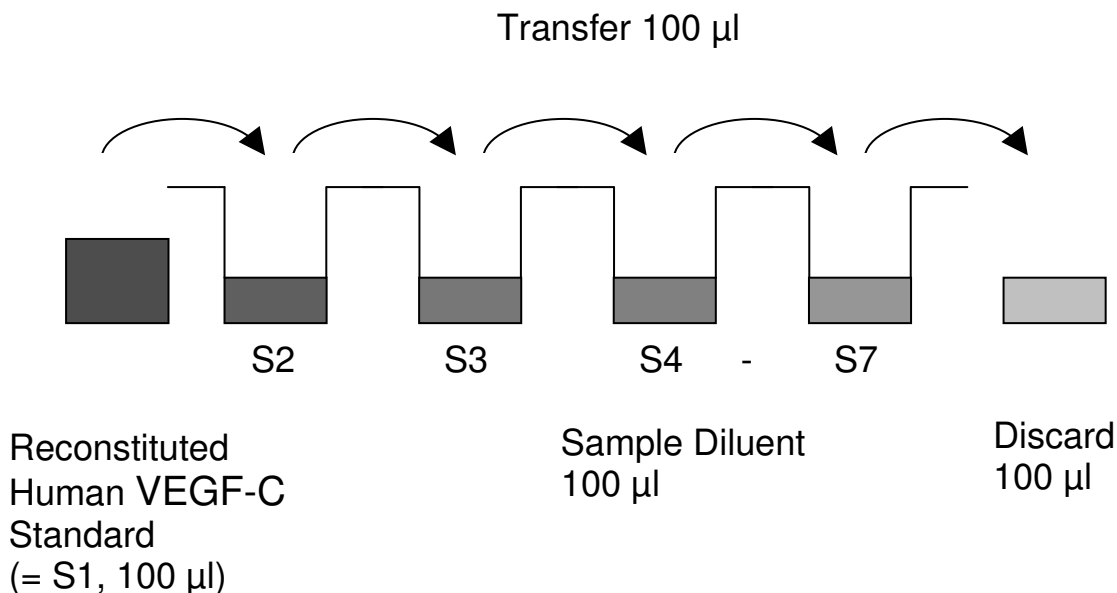 Transfer 100 µl
S2 S3 S4 - S7
Reconstituted
Human VEGF-C
Standard
(= S1, 100 µl)
Sample Diluent
100 µl
Discard
100 µl